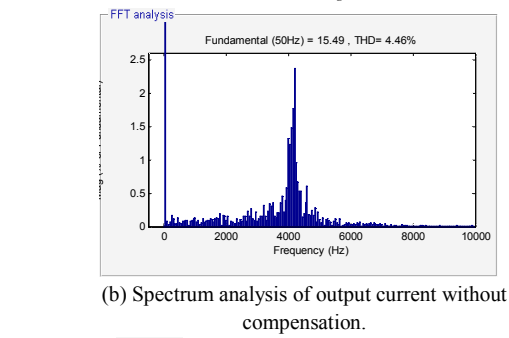 FFT analysis
Fundamental (50Hz) = 15.49 , THD= 4.46%
2.5
2
1.5
1
0.5
0
0 2000 4000 6000 8000 10000
Frequency (Hz)
(b) Spectrum analysis of output current without
compensation.